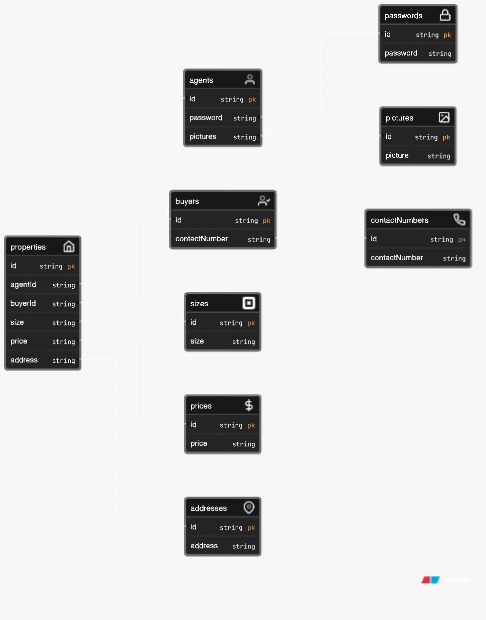 passwords
id string pk
password string
agents
id string pk
password string
pictures string
pictures
id string pk
picture string
buyers
id string pk
contactNumber string
contactNumbers
id string pk
contactNumber string
properties
id string pk
agentId string
buyerId string
size string
price string
address string
sizes
id string pk
size string
prices
id string pk
price string
addresses
id string pk
address string